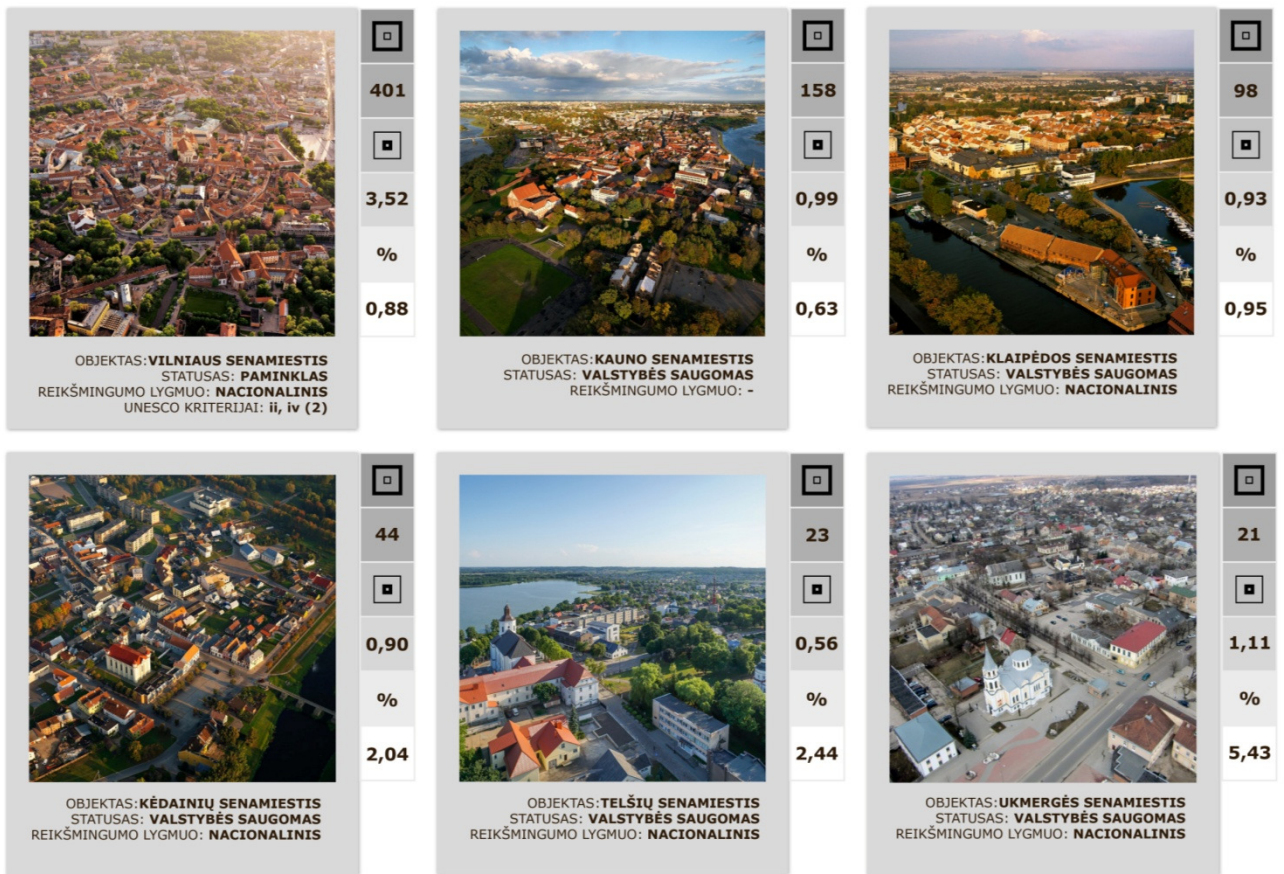 401
3,52
%
0,88
OBJEKTAS:VILNIAUS SENAMIESTIS
STATUSAS: PAMINKLAS
REIKŠMINGUMO LYGMUO: NACIONALINIS
UNESCO KRITERIJAI: ii, iv (2)
158
0,99
%
0,63
OBJEKTAS:KAUNO SENAMIESTIS
STATUSAS: VALSTYBĖS SAUGOMAS
REIKŠMINGUMO LYGMUO: -
98
0,93
%
0,95
OBJEKTAS:KLAIPĖDOS SENAMIESTIS
STATUSAS: VALSTYBĖS SAUGOMAS
REIKŠMINGUMO LYGMUO: NACIONALINIS
44
0,90
%
2,04
OBJEKTAS:KĖDAINIŲ SENAMIESTIS
STATUSAS: VALSTYBĖS SAUGOMAS
REIKŠMINGUMO LYGMUO: NACIONALINIS
23
0,56
%
2,44
OBJEKTAS:TELŠIŲ SENAMIESTIS
STATUSAS: VALSTYBĖS SAUGOMAS
REIKŠMINGUMO LYGMUO: NACIONALINIS
21
1,11
%
5,43
OBJEKTAS:UKMERGĖS SENAMIESTIS
STATUSAS: VALSTYBĖS SAUGOMAS
REIKŠMINGUMO LYGMUO: NACIONALINIS